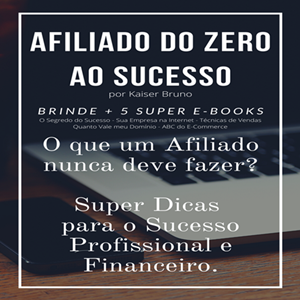 AFILIADO DO ZERO
AO SUCESSO
por Kaiser Bruno
BRINDE + 5 SUPER E-BOOKS
O Segredo do Sucesso - Sua Empresa na Internet - Técnicas de Vendas
Quanto Vale meu Domínio - ABC do E-Commerce
O que um Afiliado
nunca deve fazer?
Super Dicas
para o Sucesso
Profissional e
Financeiro.